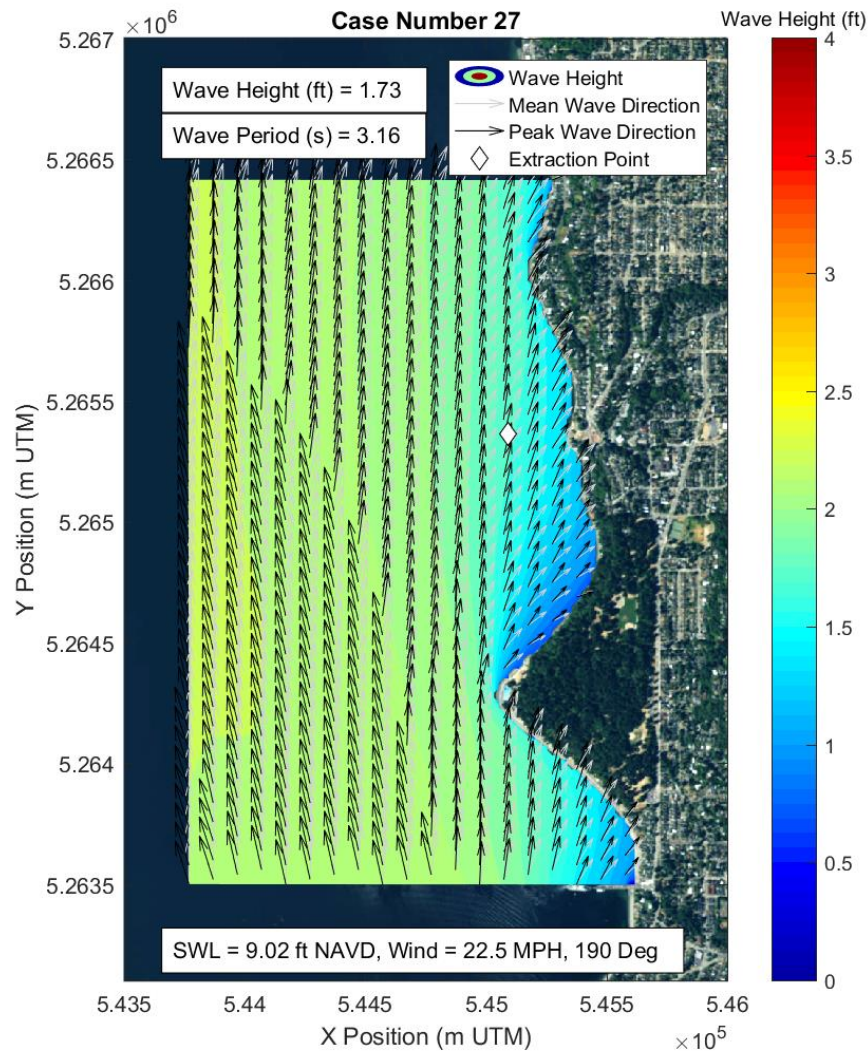 Case Number 27
×10⁶
Wave Height (ft)
Wave Height (ft) = 1.73
Wave Period (s) = 3.16
Wave Height
Mean Wave Direction
Peak Wave Direction
Extraction Point
5.267
5.2665
5.266
5.2655
5.265
5.2645
5.264
5.2635
Y Position (m UTM)
4
3.5
3
2.5
2
1.5
1
0.5
0
SWL = 9.02 ft NAVD, Wind = 22.5 MPH, 190 Deg
5.435 5.44 5.445 5.45 5.455 5.46
X Position (m UTM)
×10⁵